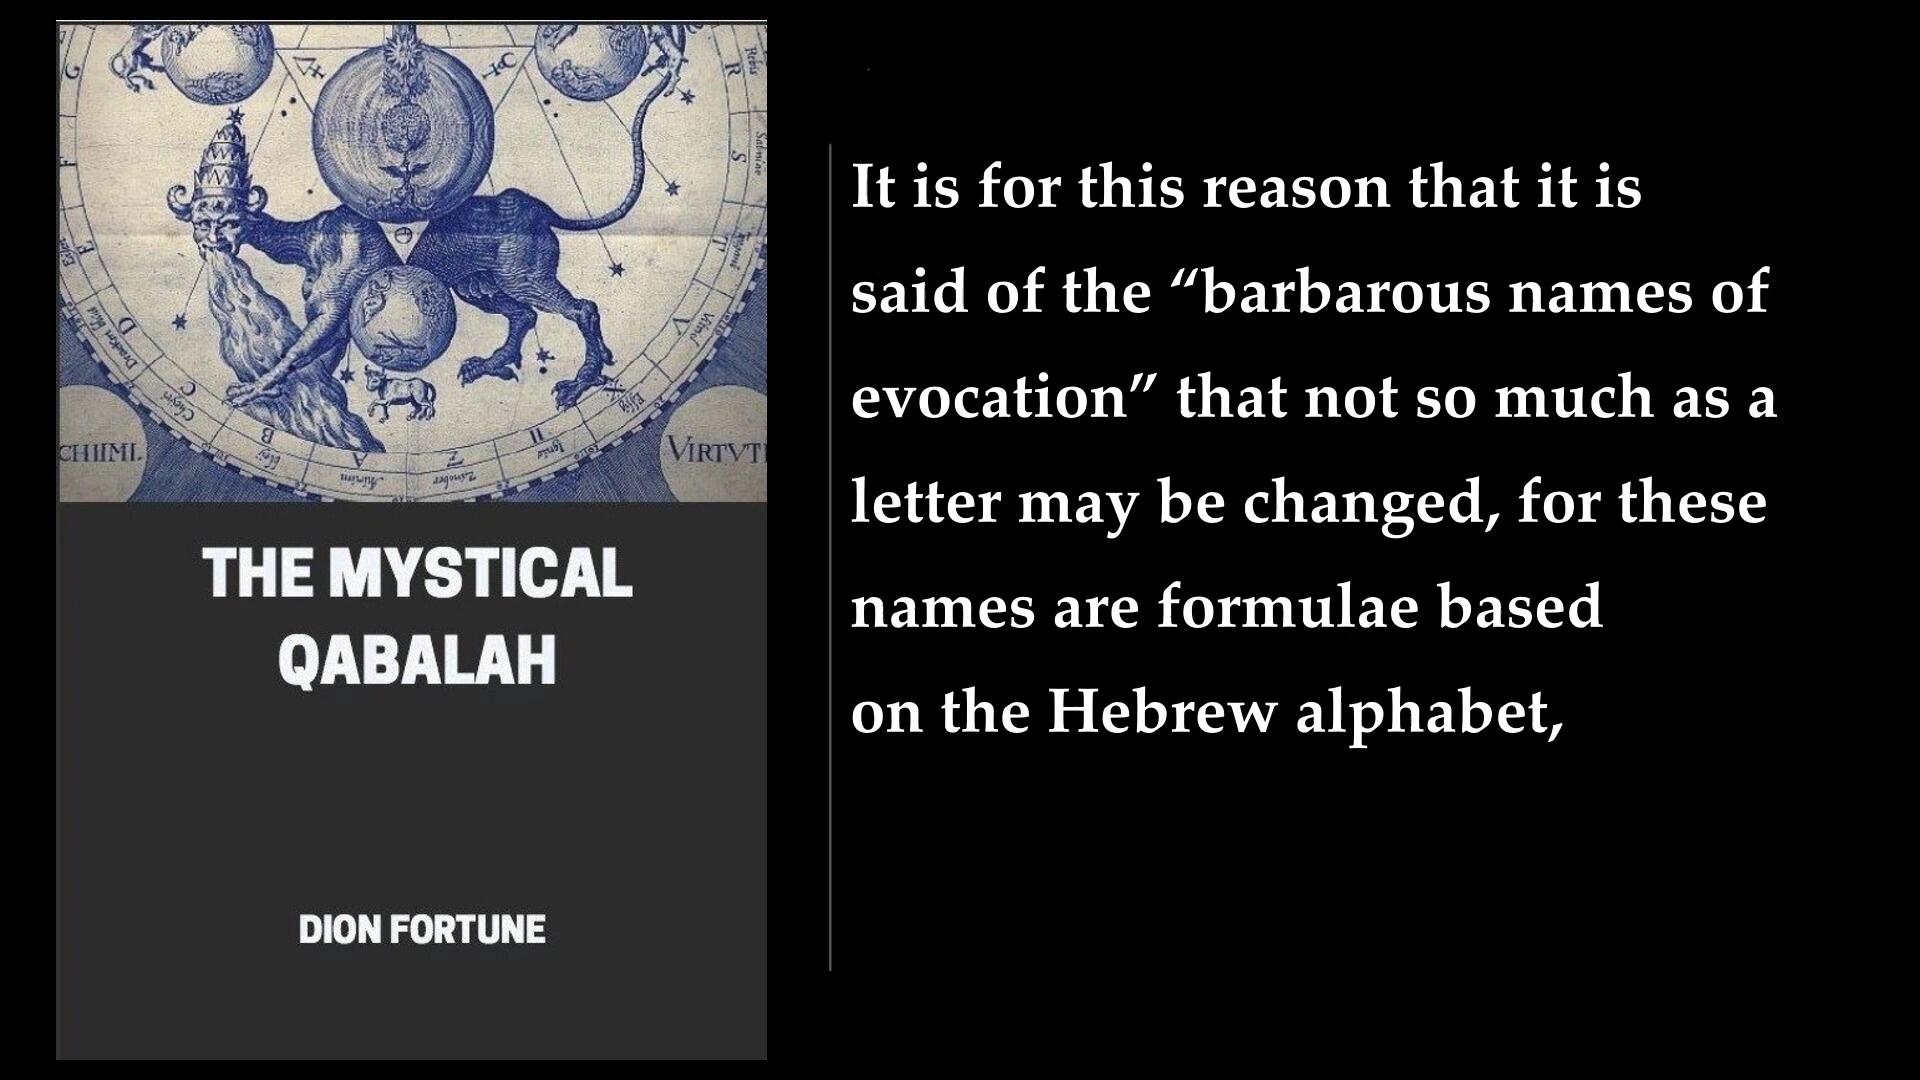 CHIIMI.
VIRTVTI
THE MYSTICAL
QABALAH
DION FORTUNE
It is for this reason that it is
said of the “barbarous names of
evocation” that not so much as a
letter may be changed, for these
names are formulae based
on the Hebrew alphabet,